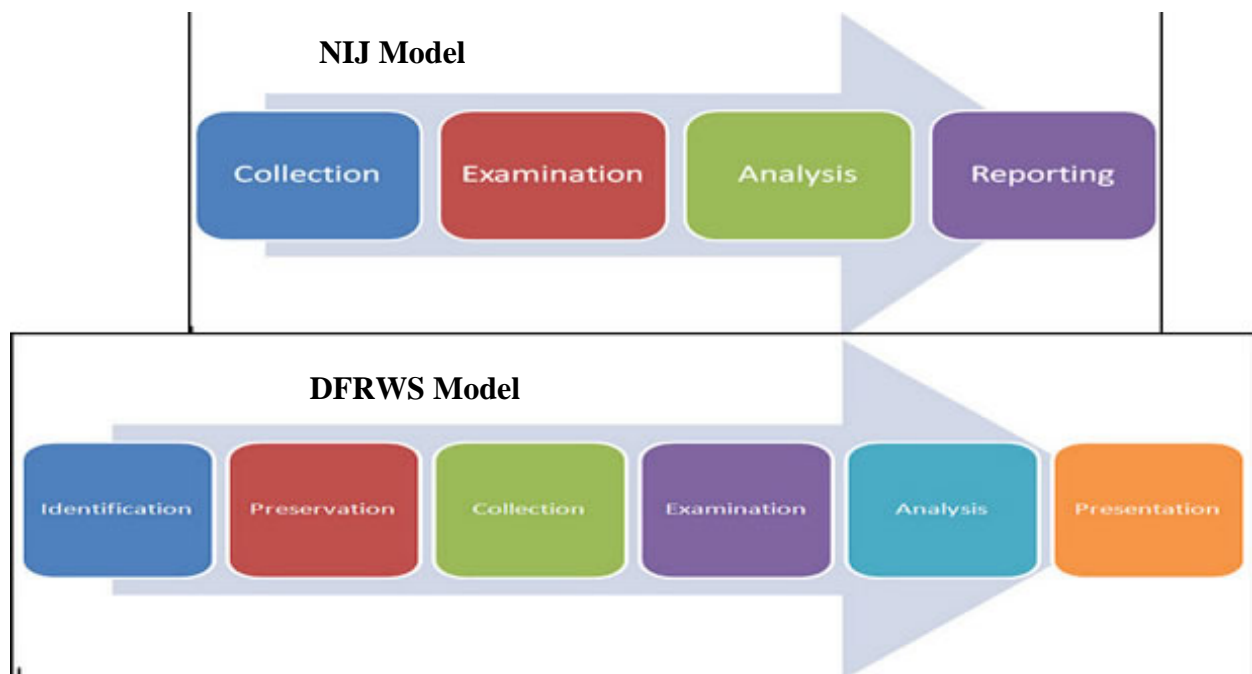 NIJ Model
Collection Examination Analysis Reporting
DFRWS Model
Identification Preservation Collection Examination Analysis Presentation